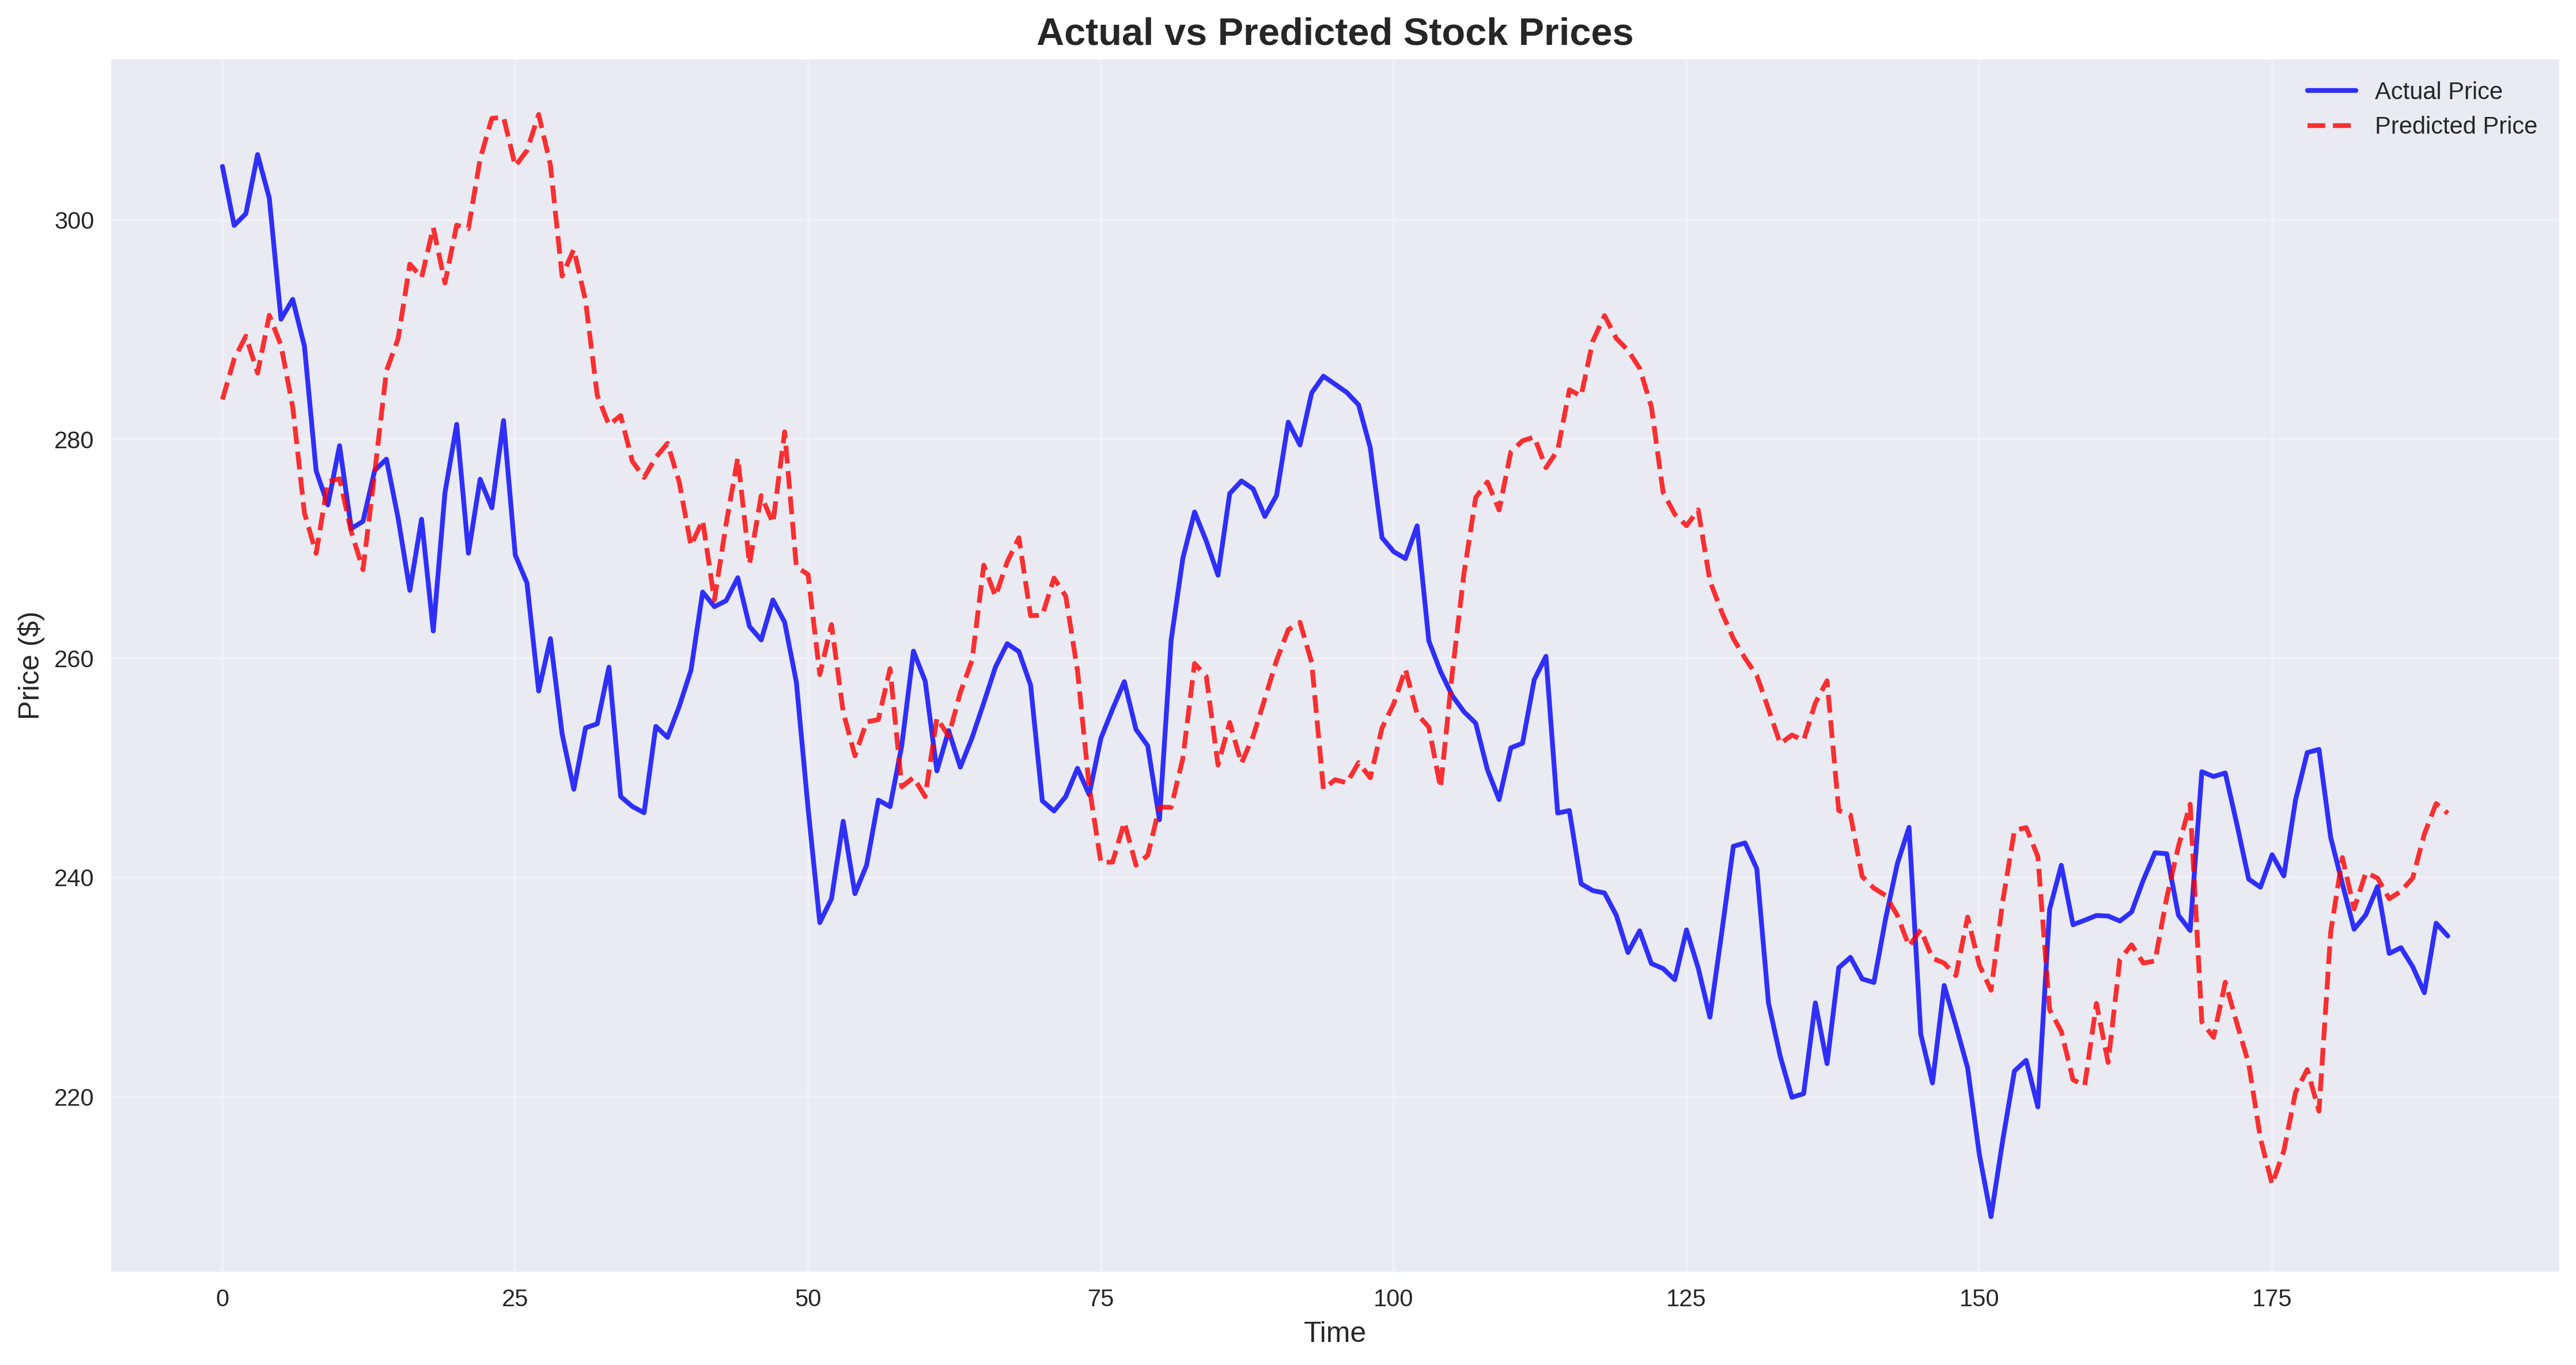 Actual vs Predicted Stock Prices
Actual Price
Predicted Price
Price ($)
300
280
260
240
220
0
25
50
75
100
125
150
175
Time